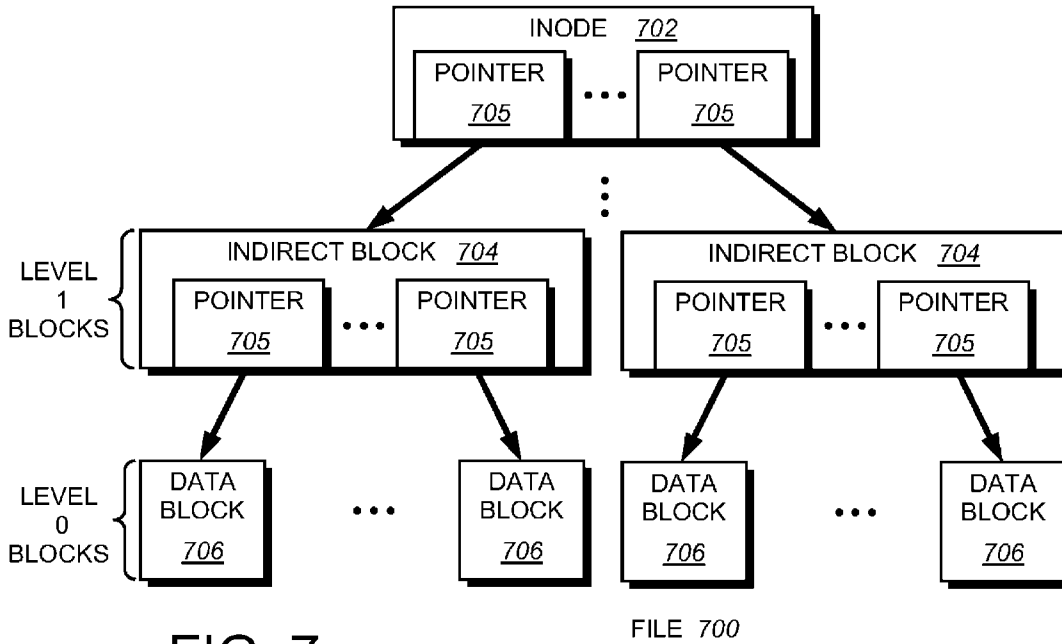 INODE 702
POINTER
705
POINTER
705
LEVEL
1
BLOCKS
INDIRECT BLOCK 704
POINTER
705
POINTER
705
INDIRECT BLOCK 704
POINTER
705
POINTER
705
LEVEL
0
BLOCKS
DATA
BLOCK
706
DATA
BLOCK
706
DATA
BLOCK
706
DATA
BLOCK
706
FILE 700
FIG. 7